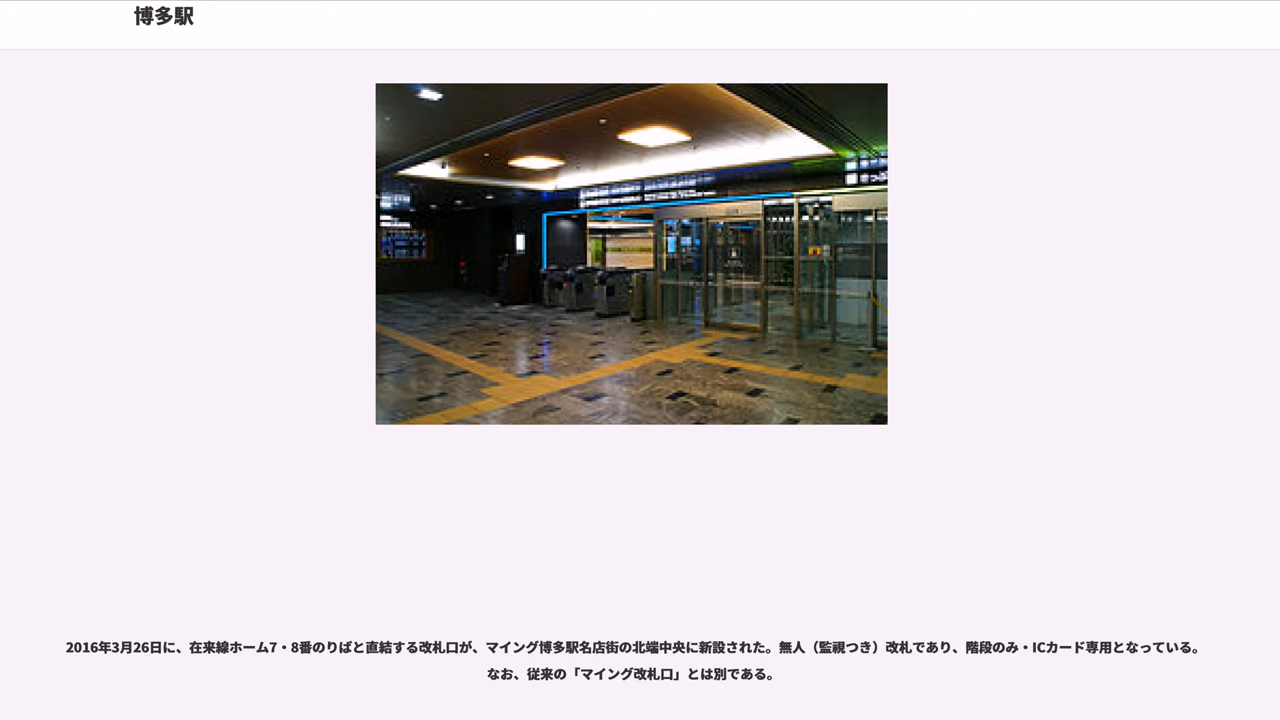 博多駅
2016年3月26日に、在来線ホーム7・8番のりばと直結する改札口が、マイング博多駅名店街の北端中央に新設された。無人（監視つき）改札であり、階段のみ・ICカード専用となっている。
なお、従来の「マイング改札口」とは別である。